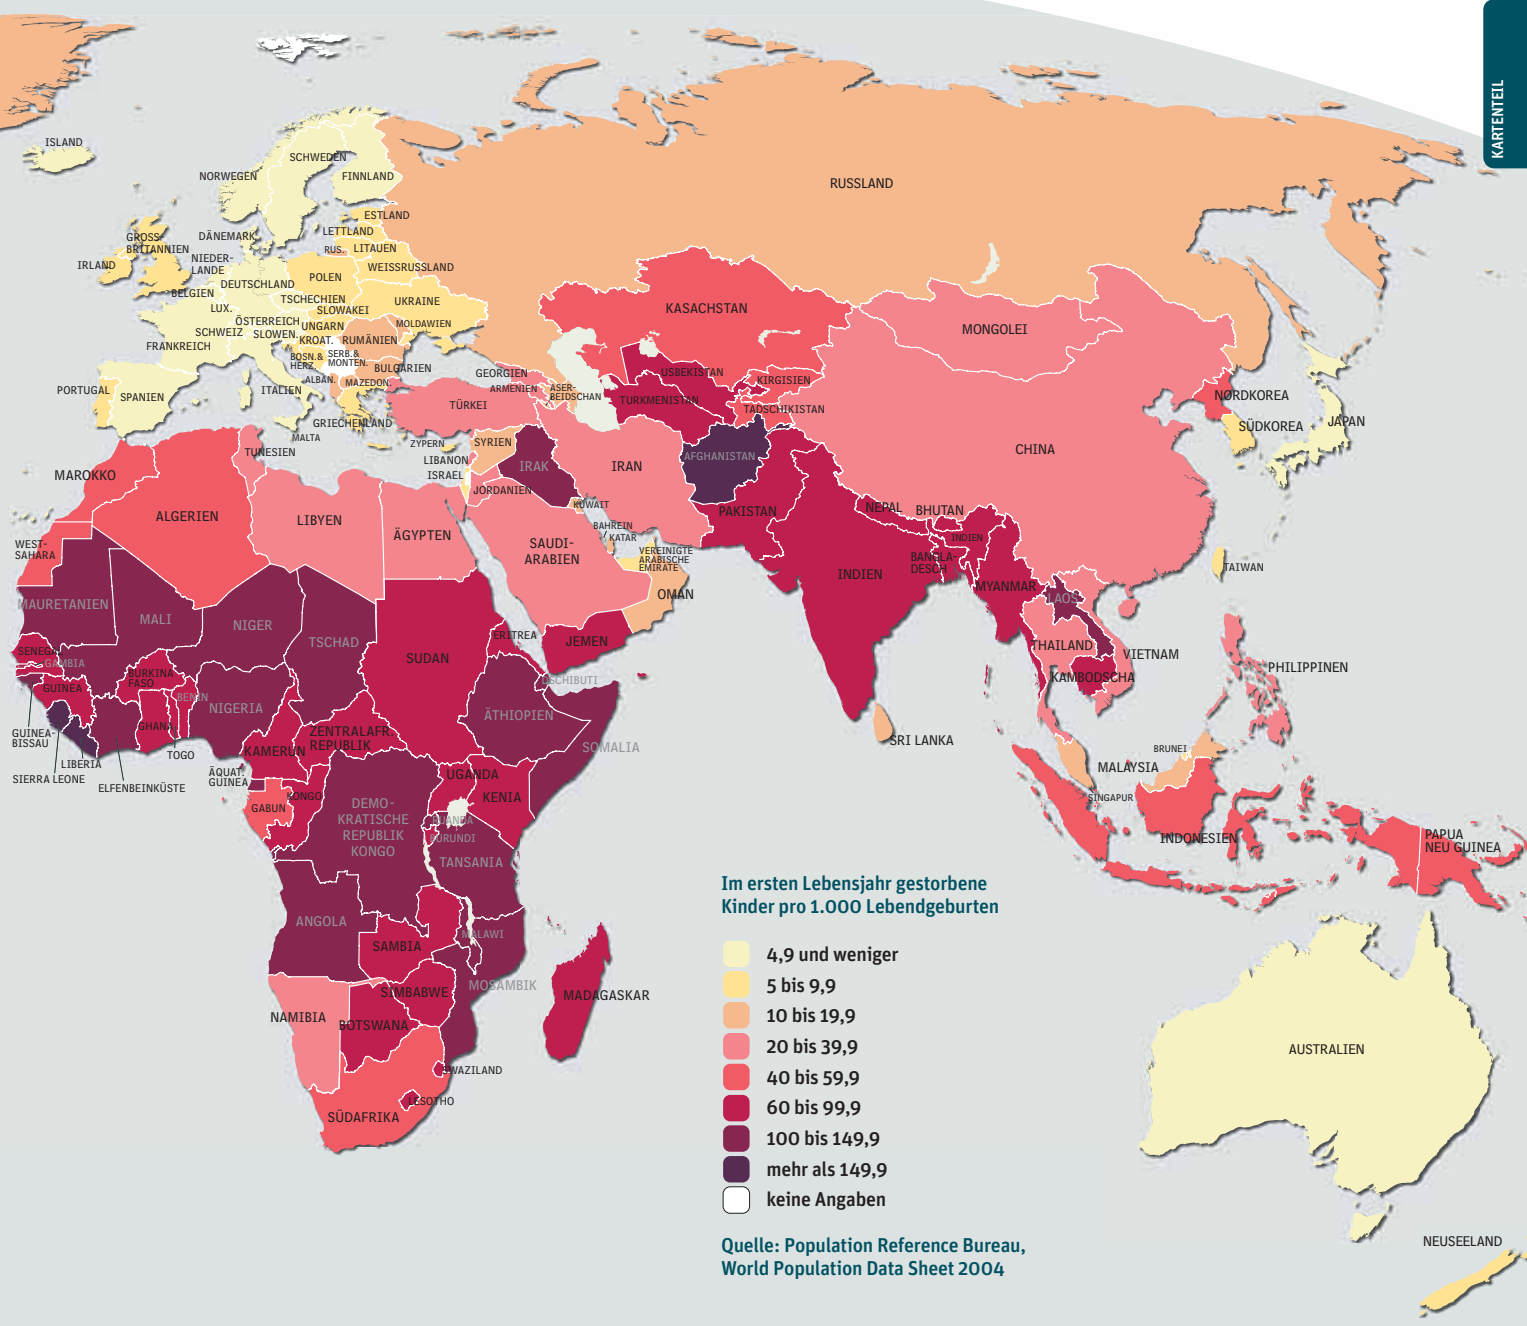 KARTENTEIL
ISLAND
SCHWEDEN
NORWEGEN
FINNLAND
RUSSLAND
ESTLAND
LETTLAND
DÄNEMARK
GROSS-
BRITANNIEN
RUS.
LITAUEN
IRLAND
NIEDER-
LANDE
WEISSRUSSLAND
POLEN
DEUTSCHLAND
BELGIEN
TSCHECHIEN
UKRAINE
LUX.
SLOWAKEI
ÖSTERREICH
UNGARN
MOLDAWIEN
SCHWEIZ
SLOWEN.
KROAT.
RUMÄNIEN
FRANKREICH
BOSN.&
HERZ.
SERB.&
MONTEN.
BULGARIEN
ALBAN.
MAZEDON.
PORTUGAL
SPANIEN
ITALIEN
GRIECHENLAND
MALTA
TÜRKEI
GEORGIEN
ARMENIEN
ASER-
BEIDSCHAN
KASACHSTAN
MONGOLEI
USBEKISTAN
KIRGISIEN
TURKMENISTAN
TADSCHIKISTAN
NORDKOREA
SÜDKOREA
JAPAN
CHINA
ZYPERN
SYRIEN
LIBANON
ISRAEL
IRAK
JORDANIEN
IRAN
AFGHANISTAN
KUWAIT
BAHREIN
KATAR
PAKISTAN
NEPAL
BHUTAN
INDIEN
BANGLA-
DESCH
INDIEN
MYANMAR
LAOS
TAIWAN
SAUDI-
ARABIEN
VEREINIGTE
ARABISCHE
EMIRATE
OMAN
JEMEN
THAILAND
VIETNAM
KAMBODSCHA
PHILIPPINEN
SRI LANKA
BRUNEI
MALAYSIA
SINGAPUR
INDONESIEN
PAPUA
NEU GUINEA
TUNESIEN
MAROKKO
ALGERIEN
LIBYEN
ÄGYPTEN
WEST-
SAHARA
MAURETANIEN
MALI
NIGER
TSCHAD
SUDAN
ERITREA
SENEGAL
GAMBIA
BURKINA
FASO
GUINEA
BENIN
NIGERIA
DSCHIBUTI
ÄTHIOPIEN
SOMALIA
GHANA
GUINEA-
BISSAU
TOGO
LIBERIA
SIERRA LEONE
ELFENBEINKÜSTE
KAMERUN
ZENTRALAFR.
REPUBLIK
ÄQUAT.
GUINEA
UGANDA
KENIA
GABUN
KONGO
DEMO-
KRATISCHE
REPUBLIK
KONGO
RUANDA
BURUNDI
TANSANIA
ANGOLA
MALAWI
SAMBIA
MOSAMBIK
SIMBABWE
MADAGASKAR
NAMIBIA
BOTSWANA
SWAZILAND
LESOTHO
SÜDAFRIKA
AUSTRALIEN
NEUSEELAND
Im ersten Lebensjahr gestorbene
Kinder pro 1.000 Lebendgeburten
4,9 und weniger
5 bis 9,9
10 bis 19,9
20 bis 39,9
40 bis 59,9
60 bis 99,9
100 bis 149,9
mehr als 149,9
keine Angaben
Quelle: Population Reference Bureau,
World Population Data Sheet 2004